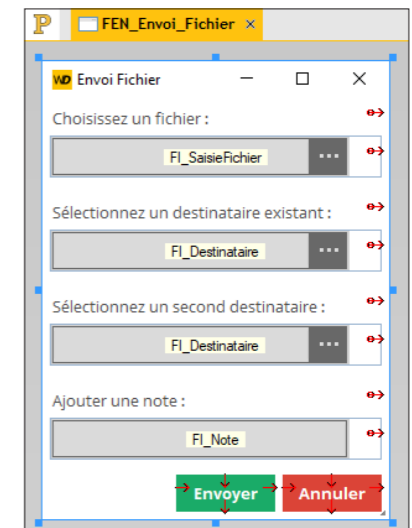 P FEN_Envoi_Fichier ×
WD Envoi Fichier
Choisissez un fichier :
FI_SaisieFichier ...
Sélectionnez un destinataire existant :
FI_Destinataire ...
Sélectionnez un second destinataire :
FI_Destinataire ...
Ajouter une note :
FI_Note
Envoyer Annuler